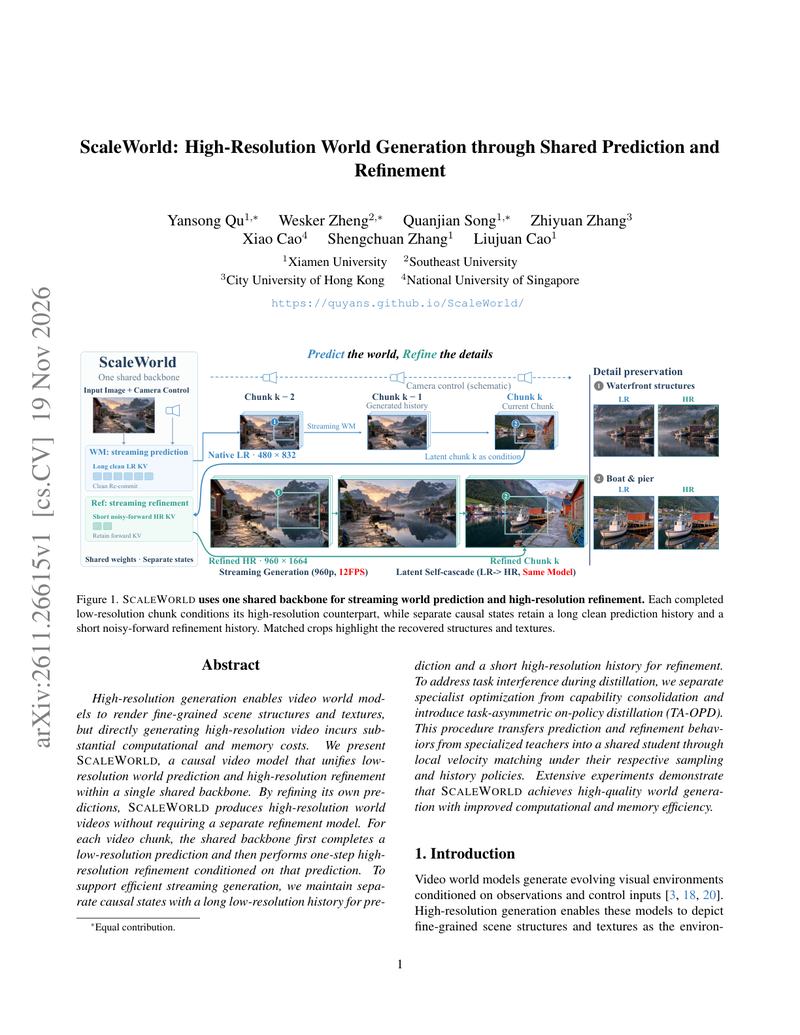 ScaleWorld: High-Resolution World Generation through Shared Prediction and
Refinement
Yansong Qu1,∗ Wesker Zheng2,∗ Quanjian Song1,∗ Zhiyuan Zhang3
Xiao Cao4 Shengchuan Zhang1 Liujuan Cao1
1Xiamen University 2Southeast University
3City University of Hong Kong 4National University of Singapore
https://quyans.github.io/ScaleWorld/
arXiv:2611.26615v1 [cs.CV] 19 Nov 2026
Predict the world, Refine the details
ScaleWorld
One shared backbone
Input Image + Camera Control
WM: streaming prediction
Long clean LR KV
Clean Re-commit
Ref: streaming refinement
Short noisy-forward HR KV
Retain forward KV
Shared weights · Separate states
Camera control (schematic)
Chunk k − 2
Chunk k − 1
Generated history
Chunk k
Current Chunk
1
Streaming WM
2
Native LR · 480 × 832
Latent chunk k as condition
1
2
Refined HR · 960 × 1664
Refined Chunk k
Streaming Generation (960p, 12FPS)
Latent Self-cascade (LR-> HR, Same Model)
Detail preservation
1 Waterfront structures
LR HR
2 Boat & pier
LR HR
Figure 1. SCALEWORLD uses one shared backbone for streaming world prediction and high-resolution refinement. Each completed
low-resolution chunk conditions its high-resolution counterpart, while separate causal states retain a long clean prediction history and a
short noisy-forward refinement history. Matched crops highlight the recovered structures and textures.
Abstract
High-resolution generation enables video world mod-
els to render fine-grained scene structures and textures,
but directly generating high-resolution video incurs sub-
stantial computational and memory costs. We present
SCALEWORLD, a causal video model that unifies low-
resolution world prediction and high-resolution refinement
within a single shared backbone. By refining its own pre-
dictions, SCALEWORLD produces high-resolution world
videos without requiring a separate refinement model. For
each video chunk, the shared backbone first completes a
low-resolution prediction and then performs one-step high-
resolution refinement conditioned on that prediction. To
support efficient streaming generation, we maintain sepa-
rate causal states with a long low-resolution history for pre-
∗Equal contribution.
diction and a short high-resolution history for refinement.
To address task interference during distillation, we separate
specialist optimization from capability consolidation and
introduce task-asymmetric on-policy distillation (TA-OPD).
This procedure transfers prediction and refinement behav-
iors from specialized teachers into a shared student through
local velocity matching under their respective sampling
and history policies. Extensive experiments demonstrate
that SCALEWORLD achieves high-quality world genera-
tion with improved computational and memory efficiency.
1. Introduction
Video world models generate evolving visual environments
conditioned on observations and control inputs [3, 18, 20].
High-resolution generation enables these models to depict
fine-grained scene structures and textures as the environ-
1